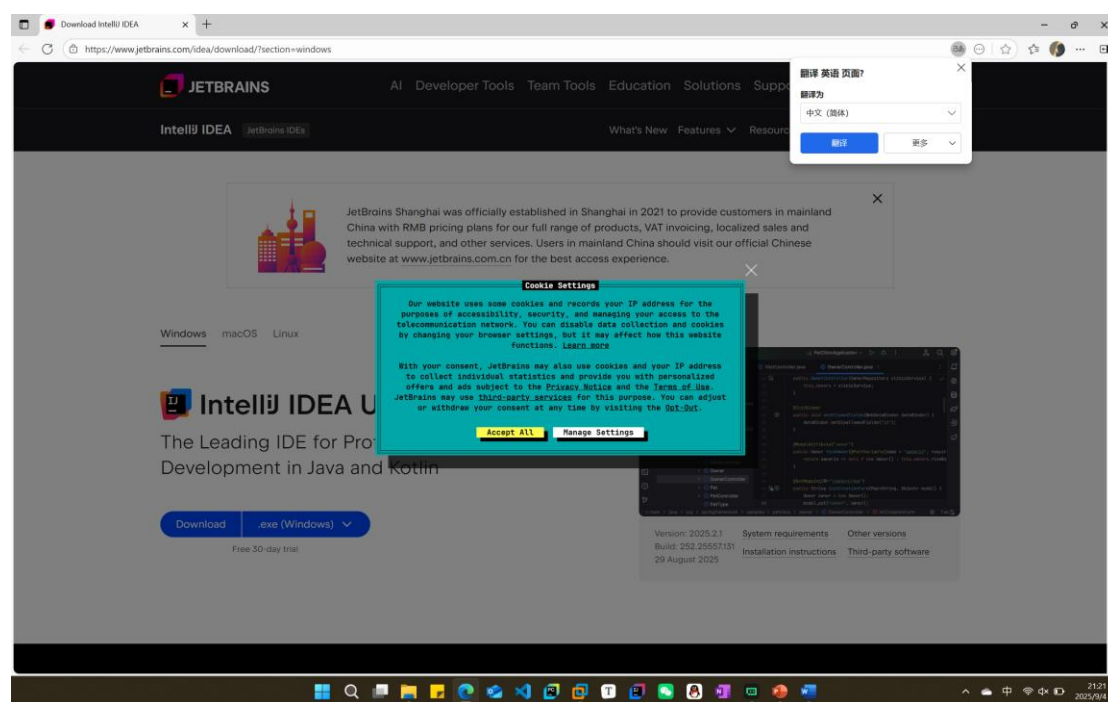 Download IntelliJ IDEA
https://www.jetbrains.com/idea/download/?section=windows
翻译 英语 页面?
翻译为
中文 (简体)
翻译
更多
JETBRAINS
AI Developer Tools Team Tools Education Solutions
IntelliJ IDEA JetBrains IDEs
What's New Features
JetBrains Shanghai was officially established in Shanghai in 2021 to provide customers in mainland
China with RMB pricing plans for our full range of products, VAT invoicing, localized sales and
technical support, and other services. Users in mainland China should visit our official Chinese
website at www.jetbrains.com.cn for the best access experience.
Cookie Settings
Our website uses some cookies and records your IP address for the
purposes of accessibility, security, and managing your access to the
telecommunication network. You can disable data collection and cookies
by changing your browser settings, but it may affect how this website
functions. Learn more
With your consent, JetBrains may also use cookies and your IP address
to collect individual statistics and provide you with personalized
offers and ads subject to the Privacy Notice and the Terms of Use.
JetBrains may use third-party services for this purpose. You can adjust
or withdraw your consent at any time by visiting the Opt-Out.
Accept All Manage Settings
Windows macOS Linux
IntelliJ IDEA U
The Leading IDE for Pro
Development in Java and Kotlin
Download .exe (Windows)
Free 30-day trial
Version: 2025.2.1 System requirements Other versions
Build: 252.25557.131 Installation instructions Third-party software
29 August 2025
中
21:21
2025/9/4